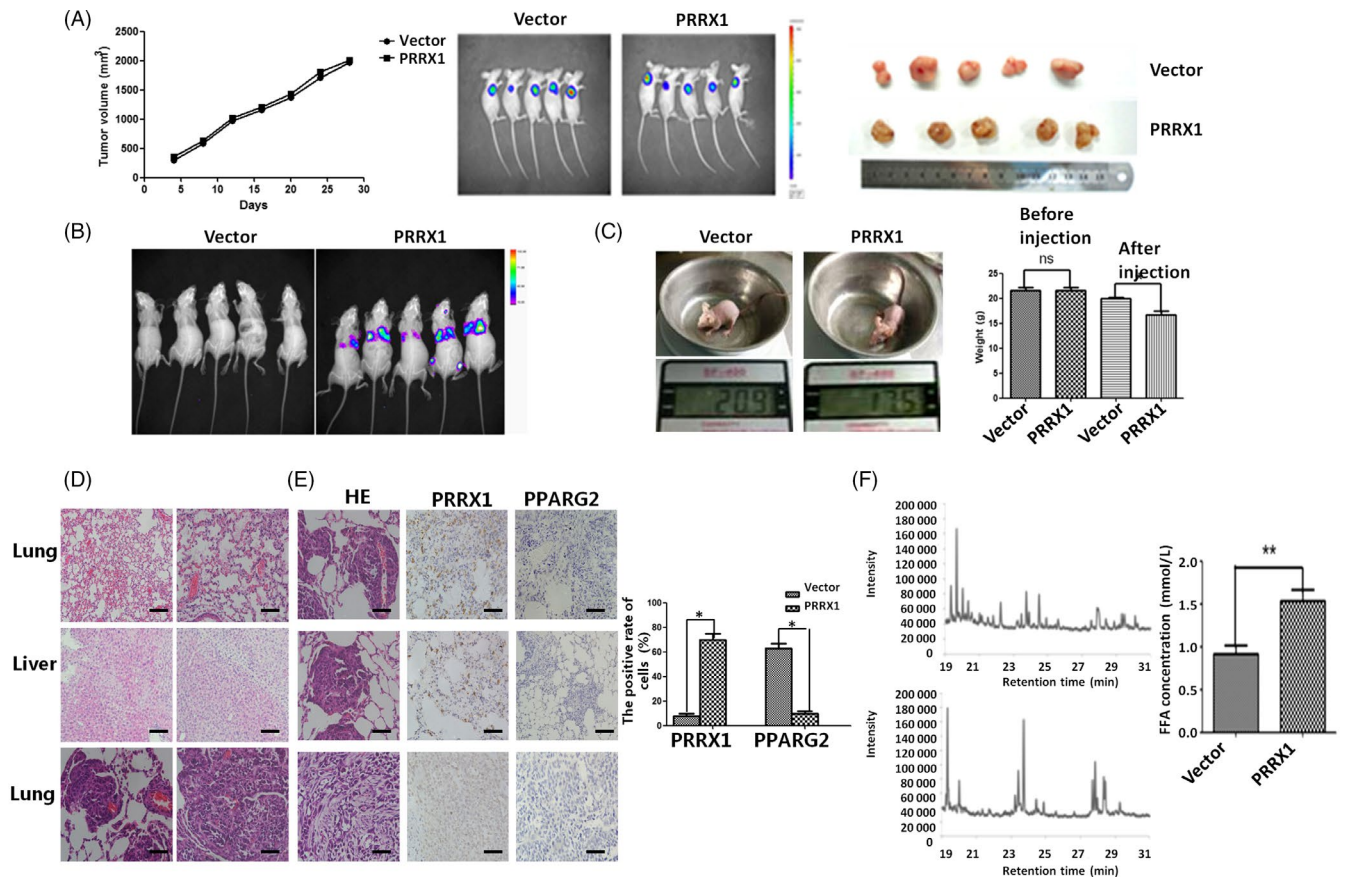 (A)
Tumor volume (mm3)
2500
2000
1500
1000
500
0
0 5 10 15 20 25 30
Days
Vector
PRRX1
Vector PRRX1
Vector
PRRX1
(B)
Vector PRRX1
(C)
Vector PRRX1
20.9 17.5
Before
injection
After
injection
ns
*
Weight (g)
25
20
15
10
5
0
Vector PRRX1 Vector PRRX1
(D)
Lung
Liver
Lung
(E)
HE PRRX1 PPARG2
The positive rate of
cells (%)
100
80
60
40
20
0
Vector
PRRX1
* *
PRRX1 PPARG2
(F)
Intensity
200 000
180 000
160 000
140 000
120 000
100 000
80 000
60 000
40 000
20 000
0
19 21 23 25 27 29 31
Retention time (min)
Intensity
200 000
180 000
160 000
140 000
120 000
100 000
80 000
60 000
40 000
20 000
0
19 21 23 25 27 29 31
Retention time (min)
FFA concentration (mmol/L)
2.0
1.5
1.0
0.5
0.0
**
Vector PRRX1